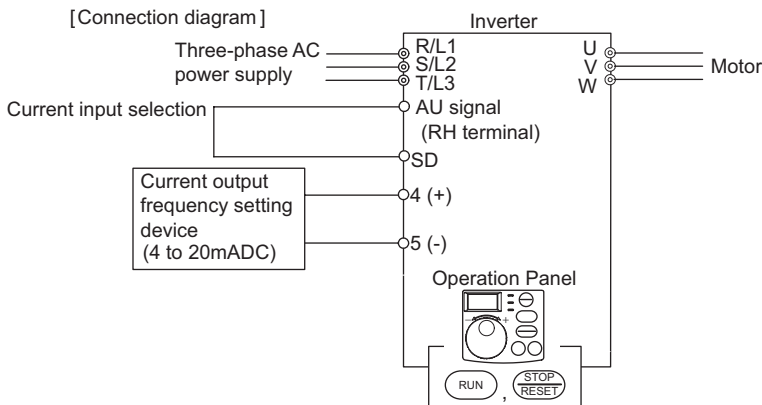 [Connection diagram]
Inverter
Three-phase AC
power supply
R/L1
S/L2
T/L3
U
V
W
Motor
Current input selection
AU signal
(RH terminal)
SD
Current output
frequency setting
device
(4 to 20mADC)
4 (+)
5 (-)
Operation Panel
- +
RUN , STOP
RESET